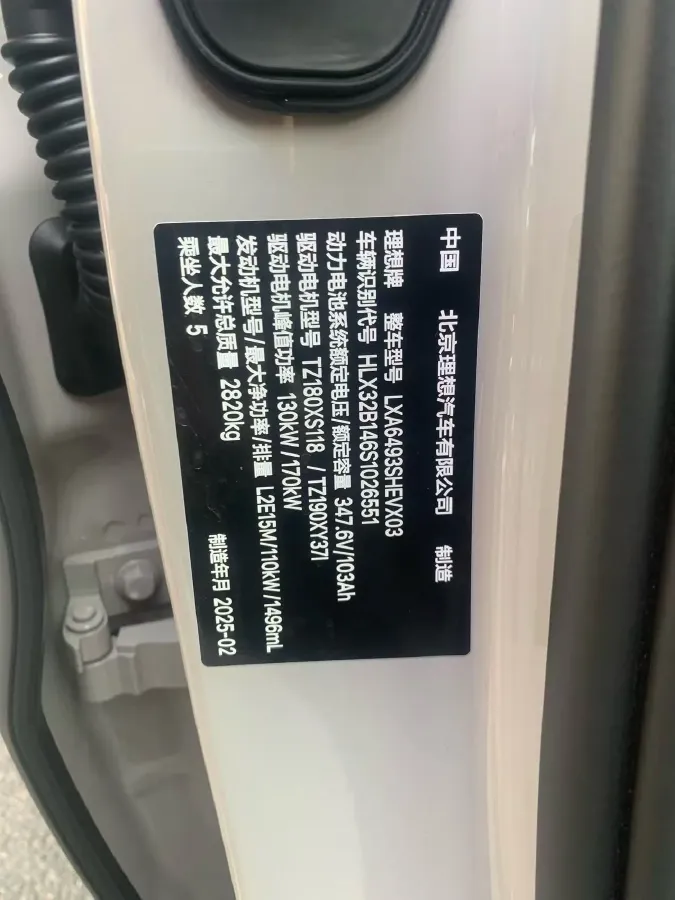 中国 北京理想汽车有限公司 制造
理想牌 整车型号 LXA6493SHEVX03
车辆识别代号 HLX32B146S1026551
动力电池系统额定电压/额定容量 347.6V/103Ah
驱动电机型号 TZ180XS118 /TZ190XY37I
驱动电机峰值功率 130kW/170kW
发动机型号/最大净功率/排量 L2E15M/110kW/1496mL
最大允许总质量 2820kg
乘坐人数 5 制造年月 2025-02